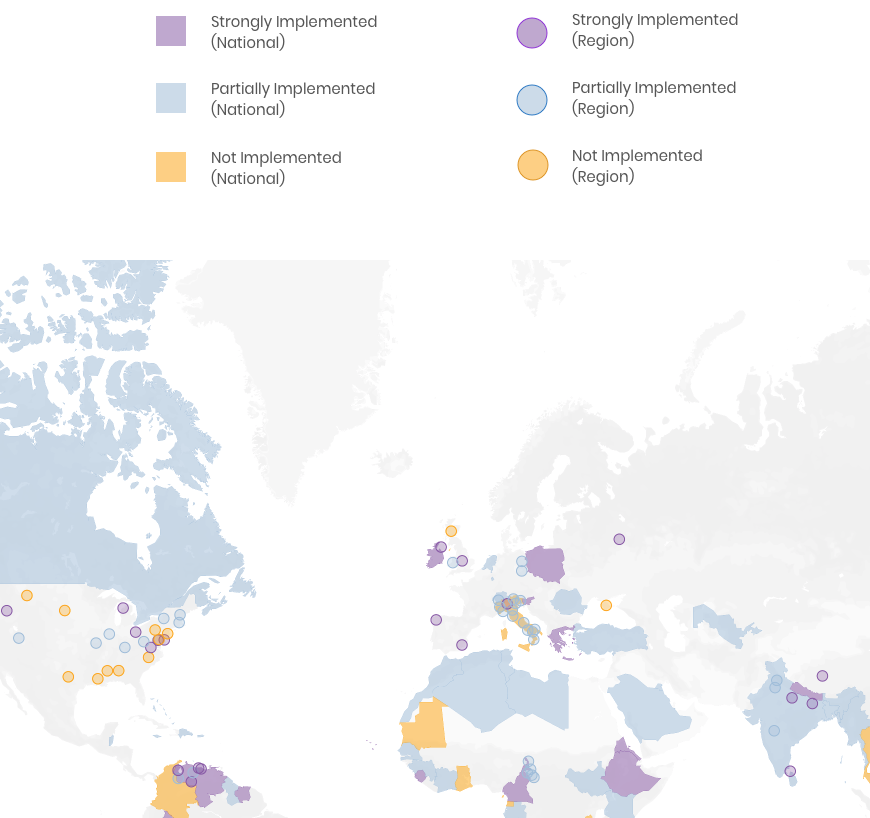 Strongly Implemented
(National)
Strongly Implemented
(Region)
Partially Implemented
(National)
Partially Implemented
(Region)
Not Implemented
(National)
Not Implemented
(Region)